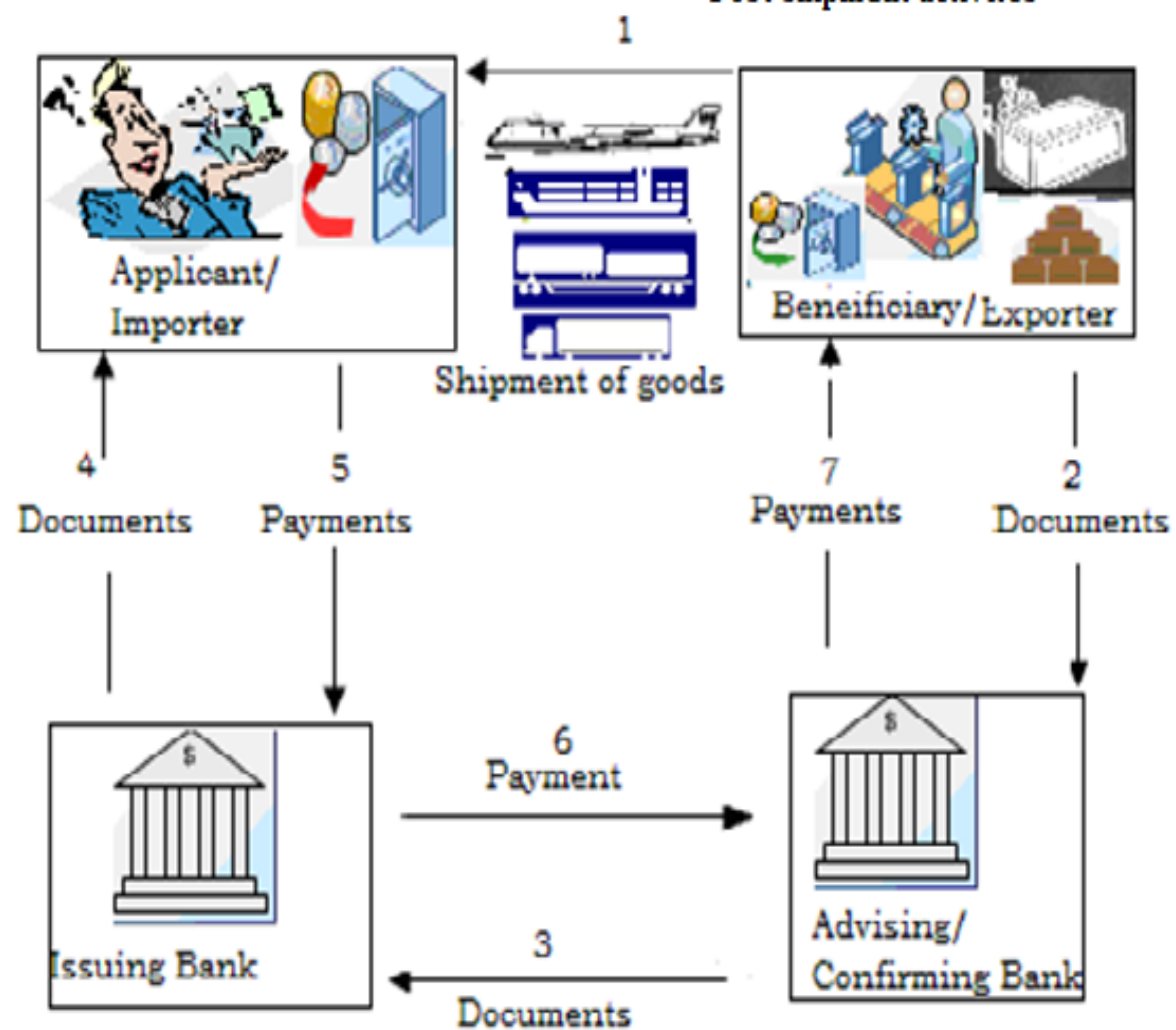 1
Applicant/
Importer
Beneificiary/Exporter
Shipment of goods
4
Documents
5
Payments
7
Payments
2
Documents
$
$
6
Payment
Issuing Bank
Advising/
Confirming Bank
3
Documents